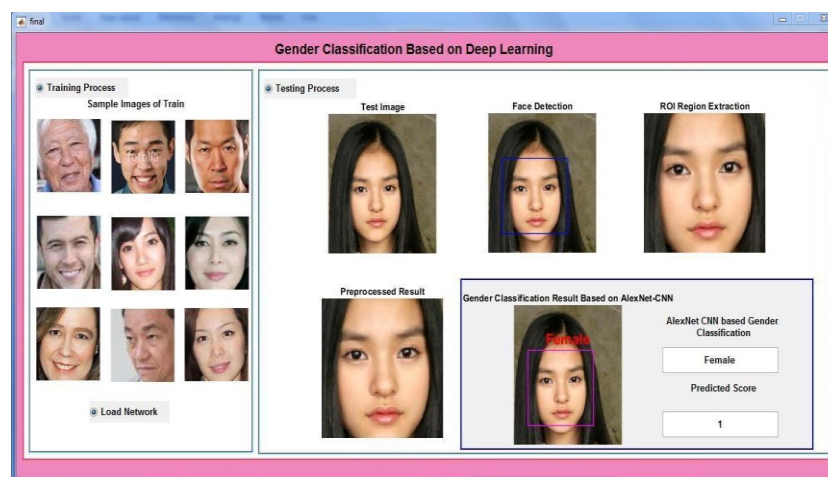 final
Gender Classification Based on Deep Learning
Training Process
Sample Images of Train
Load Network
Testing Process
Test Image
Face Detection
ROI Region Extraction
Preprocessed Result
Gender Classification Result Based on AlexNet-CNN
Female
AlexNet CNN based Gender
Classification
Female
Predicted Score
1